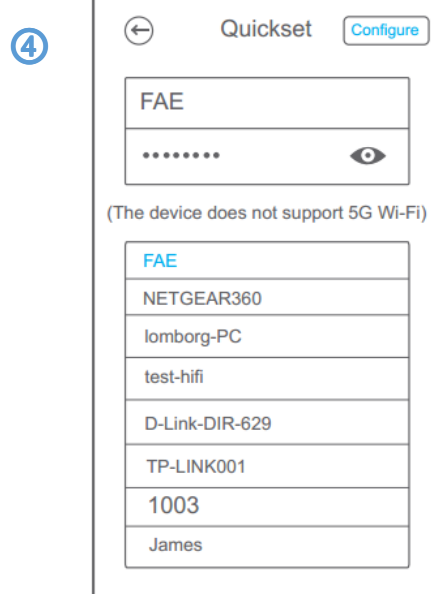 ④
Quickset
Configure
FAE
••••••••
(The device does not support 5G Wi-Fi)
FAE
NETGEAR360
lomborg-PC
test-hifi
D-Link-DIR-629
TP-LINK001
1003
James